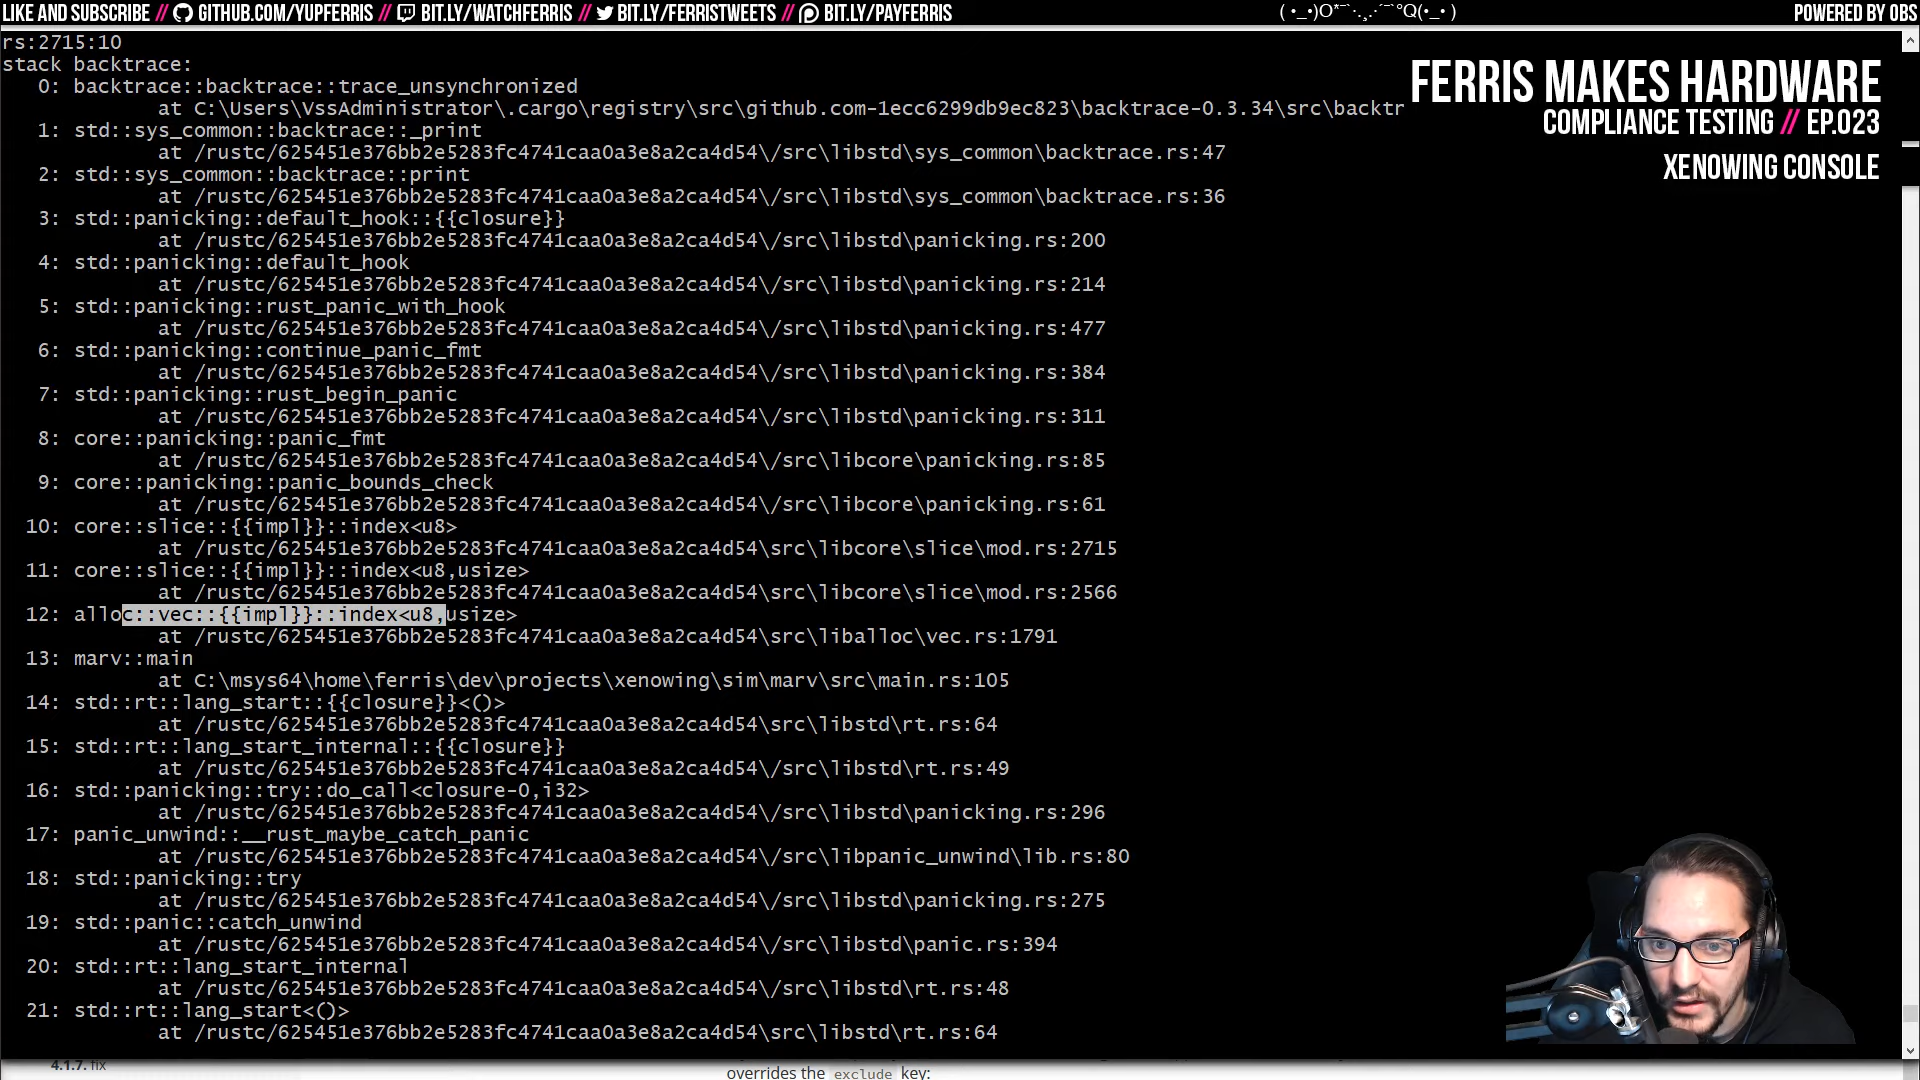 LIKE AND SUBSCRIBE // GITHUB.COM/YUPFERRIS // BIT.LY/WATCHFERRIS // BIT.LY/FERRISTWEETS // BIT.LY/PAYFERRIS
POWERED BY OBS
FERRIS MAKES HARDWARE
COMPLIANCE TESTING // EP.023
XENOWING CONSOLE
rs:2715:10
stack backtrace:
0: backtrace::backtrace::trace_unsynchronized
at C:\Users\VssAdministrator\.cargo\registry\src\github.com-1ecc6299db9ec823\backtrace-0.3.34\src\backtr
1: std::sys_common::backtrace::_print
at /rustc/625451e376bb2e5283fc4741caa0a3e8a2ca4d54\/src\libstd\sys_common\backtrace.rs:47
2: std::sys_common::backtrace::print
at /rustc/625451e376bb2e5283fc4741caa0a3e8a2ca4d54\/src\libstd\sys_common\backtrace.rs:36
3: std::panicking::default_hook::{{closure}}
at /rustc/625451e376bb2e5283fc4741caa0a3e8a2ca4d54\/src\libstd\panicking.rs:200
4: std::panicking::default_hook
at /rustc/625451e376bb2e5283fc4741caa0a3e8a2ca4d54\/src\libstd\panicking.rs:214
5: std::panicking::rust_panic_with_hook
at /rustc/625451e376bb2e5283fc4741caa0a3e8a2ca4d54\/src\libstd\panicking.rs:477
6: std::panicking::continue_panic_fmt
at /rustc/625451e376bb2e5283fc4741caa0a3e8a2ca4d54\/src\libstd\panicking.rs:384
7: std::panicking::rust_begin_panic
at /rustc/625451e376bb2e5283fc4741caa0a3e8a2ca4d54\/src\libstd\panicking.rs:311
8: core::panicking::panic_fmt
at /rustc/625451e376bb2e5283fc4741caa0a3e8a2ca4d54\/src\libcore\panicking.rs:85
9: core::panicking::panic_bounds_check
at /rustc/625451e376bb2e5283fc4741caa0a3e8a2ca4d54\/src\libcore\panicking.rs:61
10: core::slice::{{impl}}::index<u8>
at /rustc/625451e376bb2e5283fc4741caa0a3e8a2ca4d54\src\libcore\slice\mod.rs:2715
11: core::slice::{{impl}}::index<u8,usize>
at /rustc/625451e376bb2e5283fc4741caa0a3e8a2ca4d54\src\libcore\slice\mod.rs:2566
12: alloc::vec::{{impl}}::index<u8,usize>
at /rustc/625451e376bb2e5283fc4741caa0a3e8a2ca4d54\src\liballoc\vec.rs:1791
13: marv::main
at C:\msys64\home\ferris\dev\projects\xenowing\sim\marv\src\main.rs:105
14: std::rt::lang_start::{{closure}}<()>
at /rustc/625451e376bb2e5283fc4741caa0a3e8a2ca4d54\src\libstd\rt.rs:64
15: std::rt::lang_start_internal::{{closure}}
at /rustc/625451e376bb2e5283fc4741caa0a3e8a2ca4d54\/src\libstd\rt.rs:49
16: std::panicking::try::do_call<closure-0,i32>
at /rustc/625451e376bb2e5283fc4741caa0a3e8a2ca4d54\/src\libstd\panicking.rs:296
17: panic_unwind::__rust_maybe_catch_panic
at /rustc/625451e376bb2e5283fc4741caa0a3e8a2ca4d54\/src\libpanic_unwind\lib.rs:80
18: std::panicking::try
at /rustc/625451e376bb2e5283fc4741caa0a3e8a2ca4d54\/src\libstd\panicking.rs:275
19: std::panic::catch_unwind
at /rustc/625451e376bb2e5283fc4741caa0a3e8a2ca4d54\/src\libstd\panic.rs:394
20: std::rt::lang_start_internal
at /rustc/625451e376bb2e5283fc4741caa0a3e8a2ca4d54\/src\libstd\rt.rs:48
21: std::rt::lang_start<()>
at /rustc/625451e376bb2e5283fc4741caa0a3e8a2ca4d54\src\libstd\rt.rs:64
4.1.7. fix
overrides the exclude key: